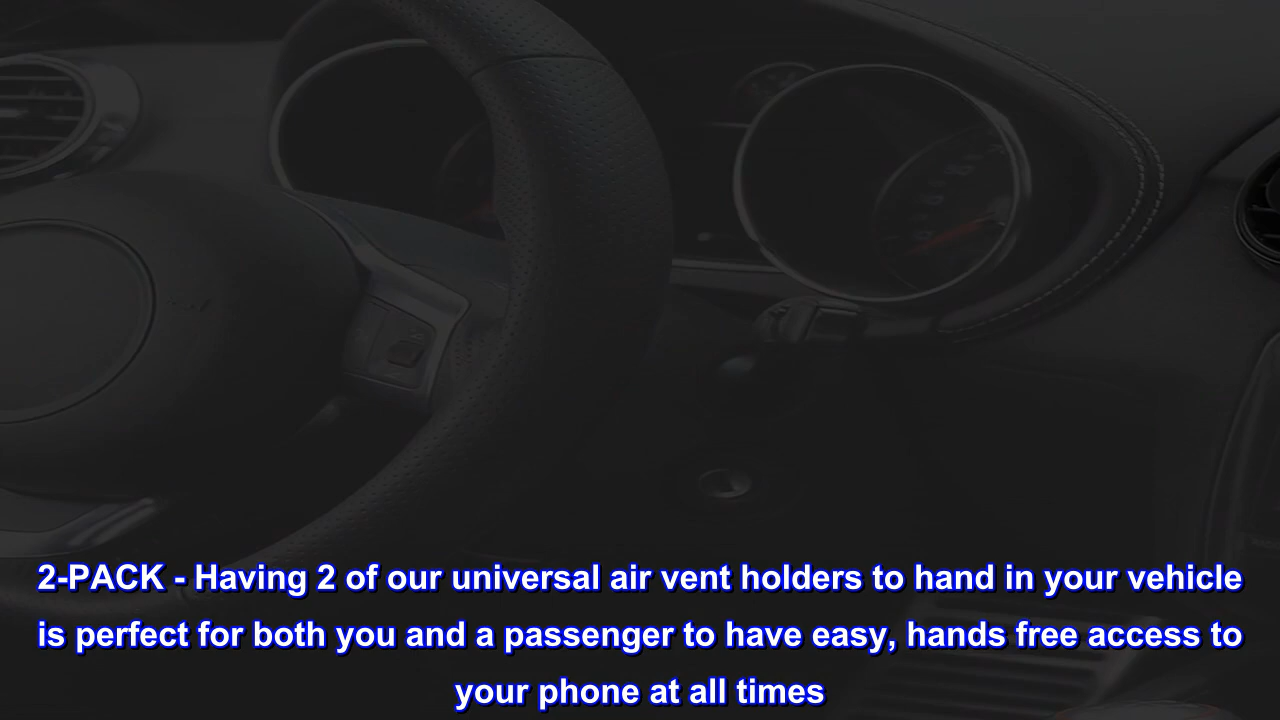 2-PACK - Having 2 of our universal air vent holders to hand in your vehicle
is perfect for both you and a passenger to have easy, hands free access to
your phone at all times